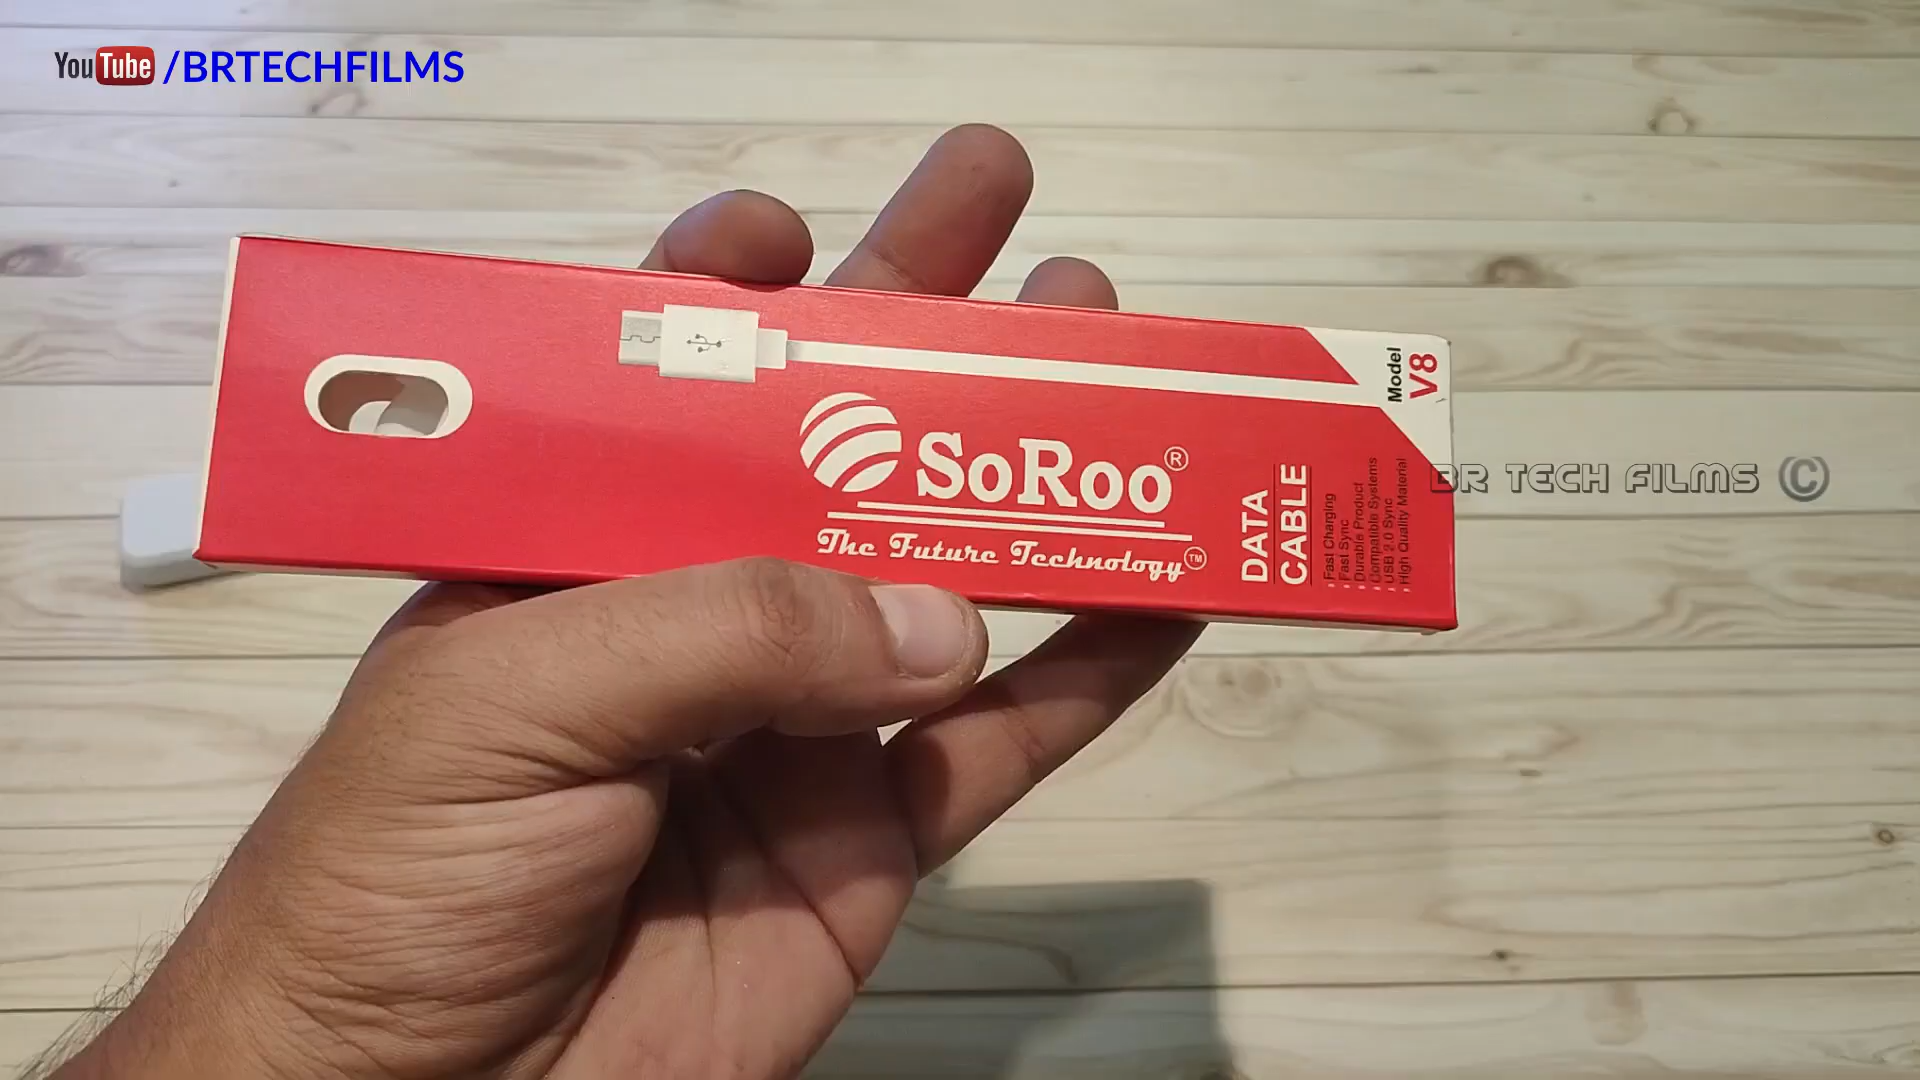 YouTube /BRTECHFILMS
Model
V8
SoRoo®
The Future Technology™
DATA
CABLE
Fast Charging
Fast Sync
Durable Product
Compatible Systems
USB 2.0 Sync
High Quality Material
BR TECH FILMS ©